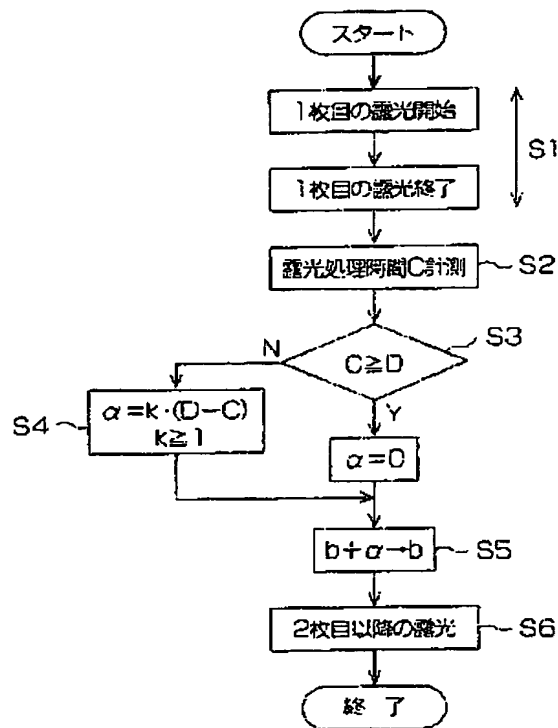 スタート
1枚目の露光開始
S1
1枚目の露光終了
露光処理時間C計測
S2
C≧D
S3
N
Y
S4
α=k・(D-C)
k≧1
α=0
b+α→b
S5
2枚目以降の露光
S6
終了